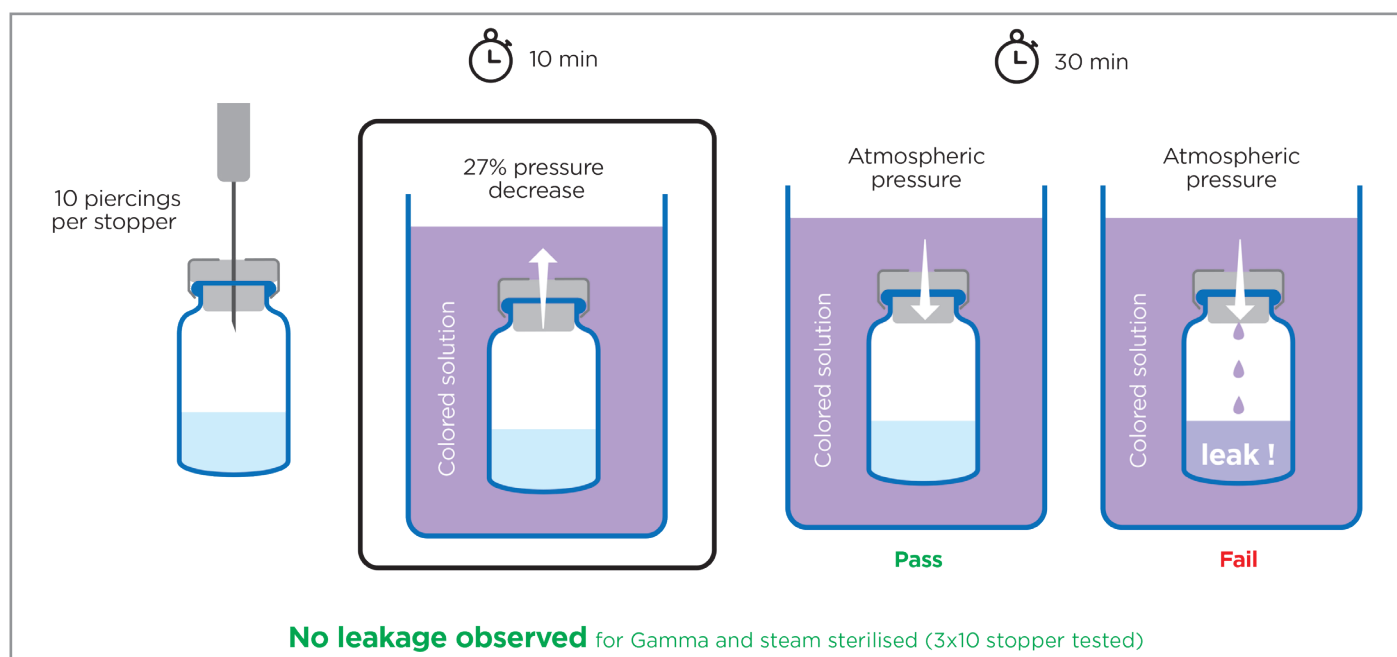 10 min
30 min
10 piercings
per stopper
27% pressure
decrease
Colored solution
Atmospheric
pressure
Colored solution
Pass
Atmospheric
pressure
Colored solution
leak !
Fail
No leakage observed for Gamma and steam sterilised (3x10 stopper tested)